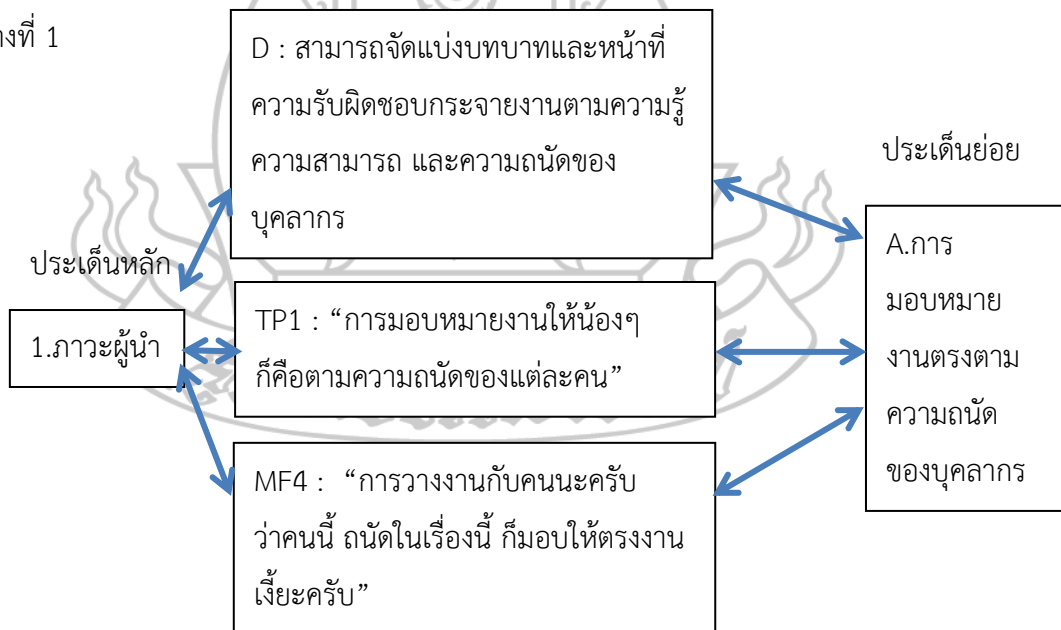 างที่ 1
D : สามารถจัดแบ่งบทบาทและหน้าที่
ความรับผิดชอบกระจายงานตามความรู้
ความสามารถ และความถนัดของ
บุคลากร
ประเด็นย่อย
ประเด็นหลัก
1.ภาวะผู้นำ
TP1 : “การมอบหมายงานให้น้องๆ
ก็คือตามความถนัดของแต่ละคน”
A.การ
มอบหมาย
งานตรงตาม
ความถนัด
ของบุคลากร
MF4 : “การวางงานกับคนนะครับ
ว่าคนนี้ ถนัดในเรื่องนี้ ก็มอบให้ตรงงาน
เงี้ยะครับ”